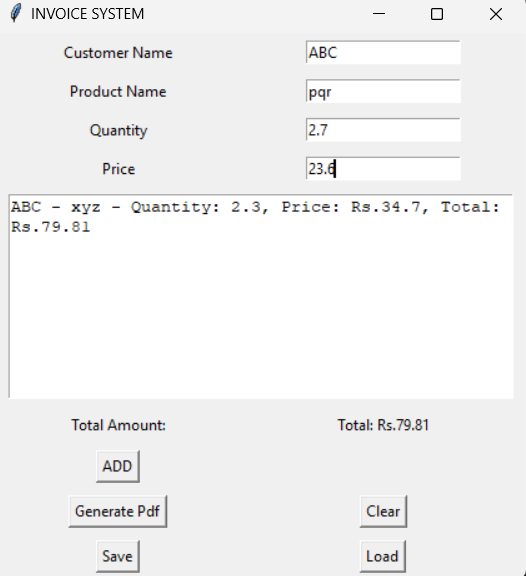 INVOICE SYSTEM
Customer Name ABC
Product Name pqr
Quantity 2.7
Price 23.6
ABC - xyz - Quantity: 2.3, Price: Rs.34.7, Total:
Rs.79.81
Total Amount: Total: Rs.79.81
ADD
Generate Pdf Clear
Save Load